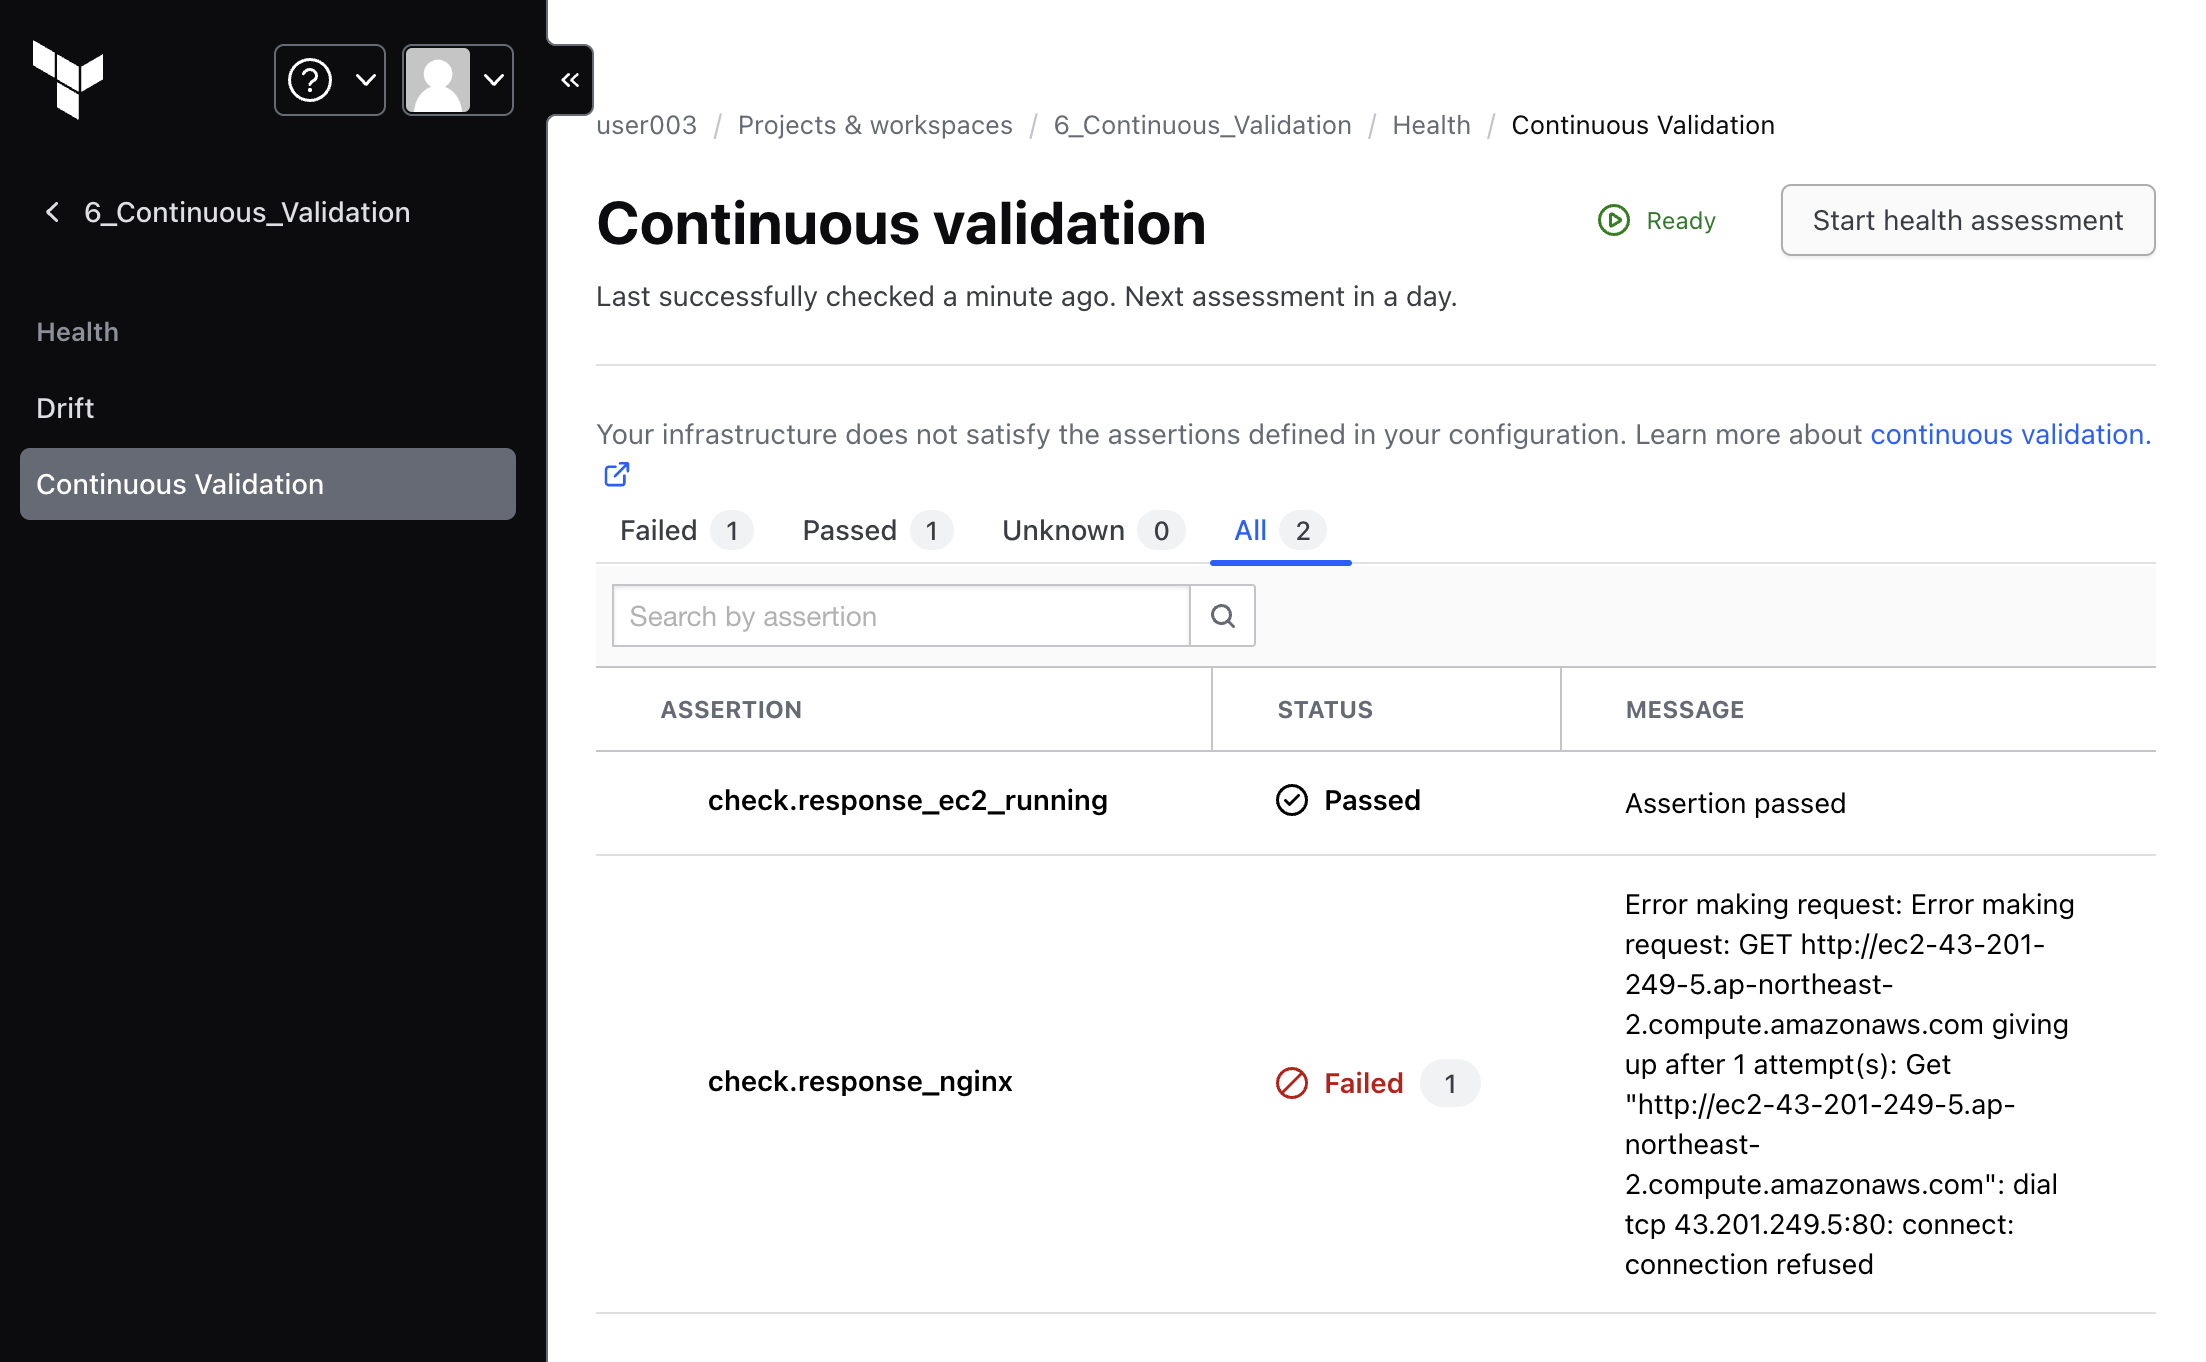 user003 / Projects & workspaces / 6_Continuous_Validation / Health / Continuous Validation
6_Continuous_Validation
Health
Drift
Continuous Validation
Continuous validation
Ready
Start health assessment
Last successfully checked a minute ago. Next assessment in a day.
Your infrastructure does not satisfy the assertions defined in your configuration. Learn more about continuous validation.
Failed 1 Passed 1 Unknown 0 All 2
Search by assertion
ASSERTION STATUS MESSAGE
check.response_ec2_running Passed Assertion passed
check.response_nginx Failed 1
Error making request: Error making
request: GET http://ec2-43-201-
249-5.ap-northeast-
2.compute.amazonaws.com giving
up after 1 attempt(s): Get
"http://ec2-43-201-249-5.ap-
northeast-
2.compute.amazonaws.com": dial
tcp 43.201.249.5:80: connect:
connection refused